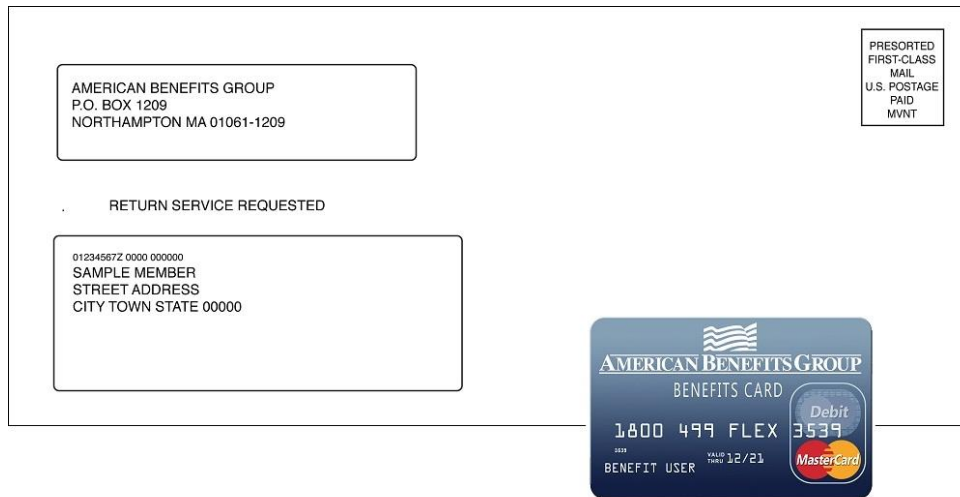 PRESORTED
FIRST-CLASS
MAIL
U.S. POSTAGE
PAID
MVNT
AMERICAN BENEFITS GROUP
P.O. BOX 1209
NORTHAMPTON MA 01061-1209
. RETURN SERVICE REQUESTED
01234567Z 0000 000000
SAMPLE MEMBER
STREET ADDRESS
CITY TOWN STATE 00000
AMERICAN BENEFITS GROUP
BENEFITS CARD
Debit
1800 499 FLEX 3539
VALID
THRU 12/21
BENEFIT USER
MasterCard